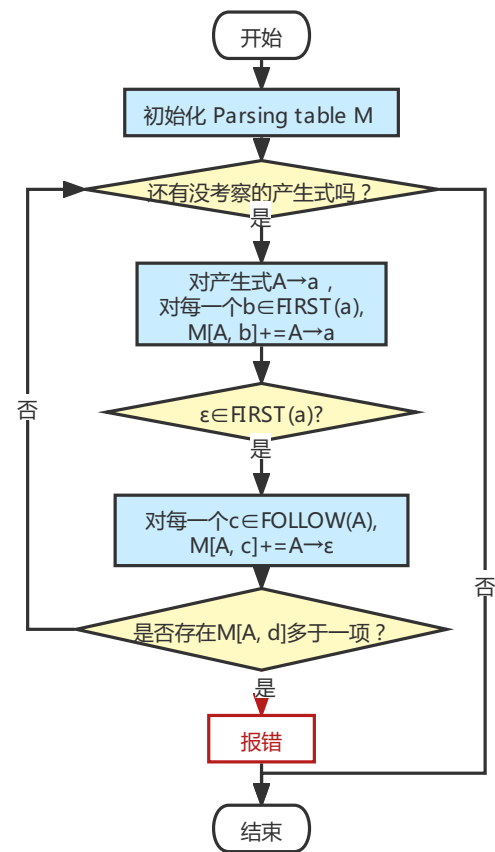 开始
初始化 Parsing table M
还有没考察的产生式吗？
是
对产生式A→a，
对每一个b∈FIRST(a),
M[A, b]+=A→a
否
ε∈FIRST(a)?
是
对每一个c∈FOLLOW(A),
M[A, c]+=A→ε
否
是否存在M[A, d]多于一项？
是
报错
结束